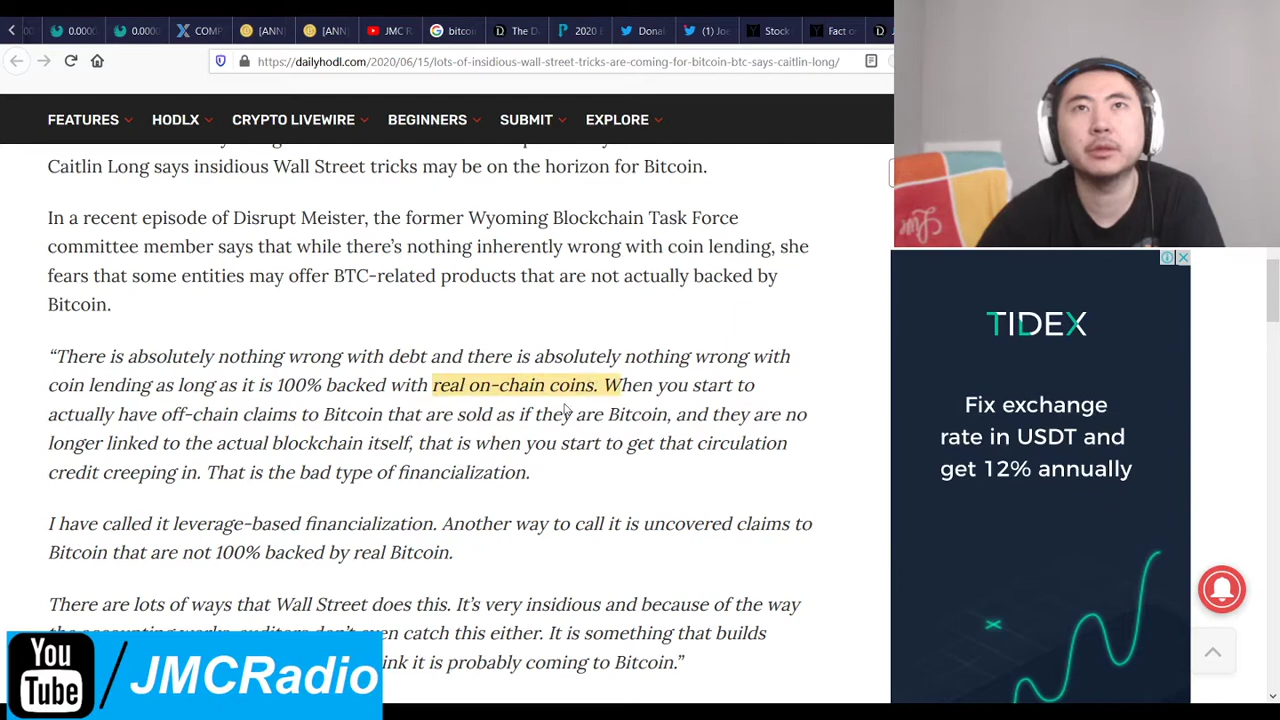 0.0000
0.0000
COMP
[ANN]
[ANN]
JMC R
bitcoi
The D
2020 E
Donal
(1) Joe
Stock
Fact o
https://dailyhodl.com/2020/06/15/lots-of-insidious-wall-street-tricks-are-coming-for-bitcoin-btc-says-caitlin-long/
FEATURES
HODLX
CRYPTO LIVEWIRE
BEGINNERS
SUBMIT
EXPLORE
Caitlin Long says insidious Wall Street tricks may be on the horizon for Bitcoin.
In a recent episode of Disrupt Meister, the former Wyoming Blockchain Task Force
committee member says that while there’s nothing inherently wrong with coin lending, she
fears that some entities may offer BTC-related products that are not actually backed by
Bitcoin.
“There is absolutely nothing wrong with debt and there is absolutely nothing wrong with
coin lending as long as it is 100% backed with real on-chain coins. When you start to
actually have off-chain claims to Bitcoin that are sold as if they are Bitcoin, and they are no
longer linked to the actual blockchain itself, that is when you start to get that circulation
credit creeping in. That is the bad type of financialization.
I have called it leverage-based financialization. Another way to call it is uncovered claims to
Bitcoin that are not 100% backed by real Bitcoin.
There are lots of ways that Wall Street does this. It’s very insidious and because of the way
even catch this either. It is something that builds
it is probably coming to Bitcoin.”
TIDEX
Fix exchange
rate in USDT and
get 12% annually
You
Tube
/JMCRadio